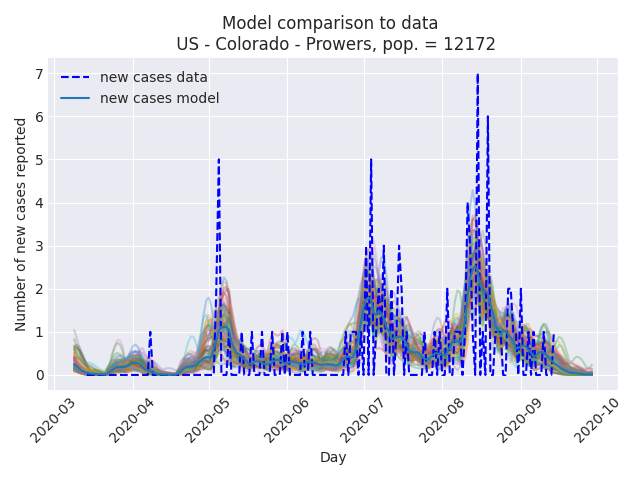 Model comparison to data
US - Colorado - Prowers, pop. = 12172
new cases data
new cases model
Number of new cases reported
7
6
5
4
3
2
1
0
2020-03
2020-04
2020-05
2020-06
2020-07
2020-08
2020-09
2020-10
Day